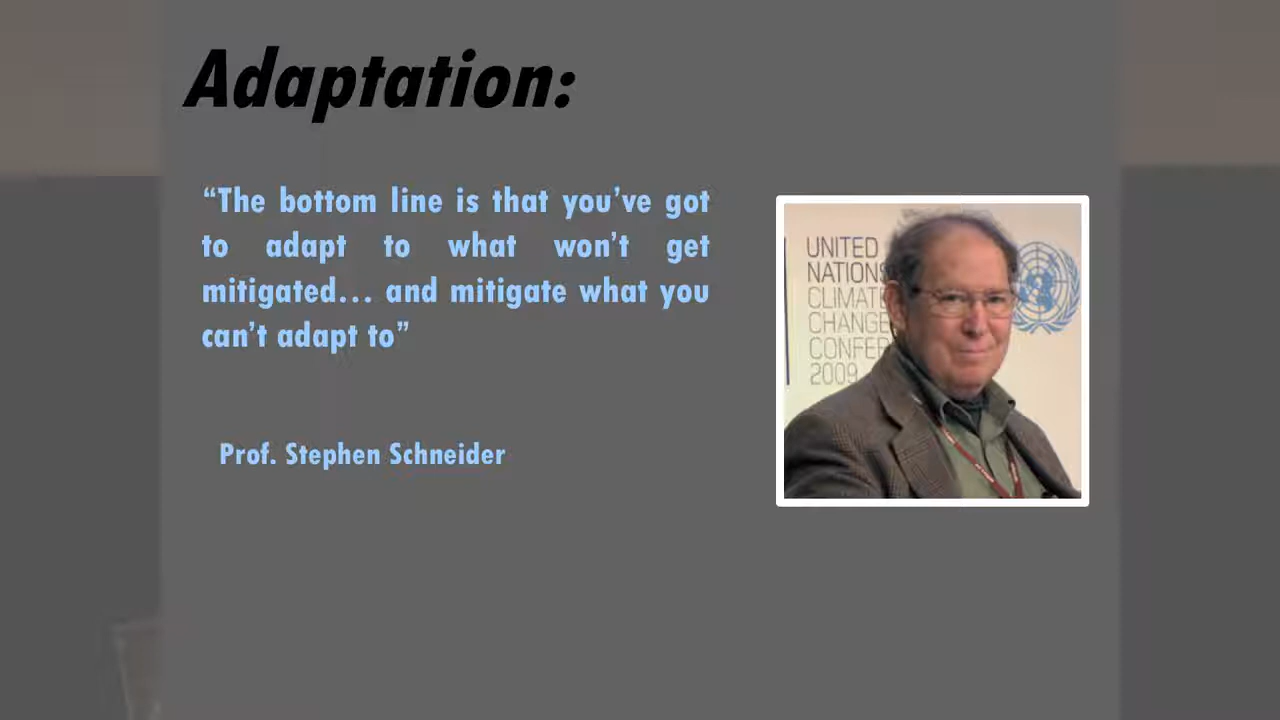 Adaptation:
“The bottom line is that you’ve got
to adapt to what won’t get
mitigated... and mitigate what you
can’t adapt to”
Prof. Stephen Schneider
UNITED
NATIONS
CLIMATE
CHANGE
CONFER
2009